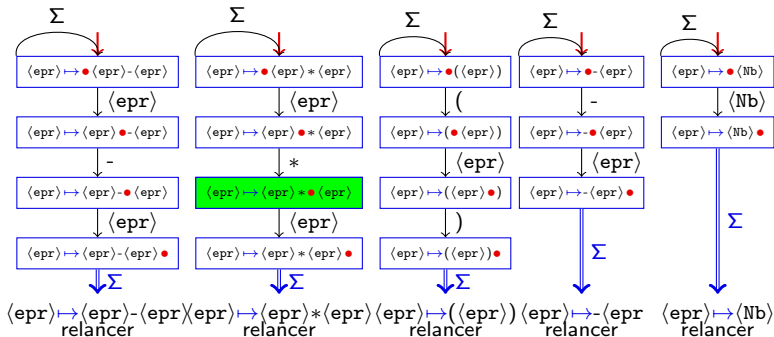 Σ Σ Σ Σ Σ
⟨epr⟩↦●⟨epr⟩-⟨epr⟩ ⟨epr⟩↦●⟨epr⟩*⟨epr⟩ ⟨epr⟩↦●(⟨epr⟩) ⟨epr⟩↦●-⟨epr⟩ ⟨epr⟩↦●⟨Nb⟩
⟨epr⟩ ⟨epr⟩ ( - ⟨Nb⟩
⟨epr⟩↦⟨epr⟩●-⟨epr⟩ ⟨epr⟩↦⟨epr⟩●*⟨epr⟩ ⟨epr⟩↦(●⟨epr⟩) ⟨epr⟩↦-●⟨epr⟩ ⟨epr⟩↦⟨Nb⟩●
- * ⟨epr⟩ ⟨epr⟩
⟨epr⟩↦⟨epr⟩-●⟨epr⟩ ⟨epr⟩↦⟨epr⟩*●⟨epr⟩ ⟨epr⟩↦(⟨epr⟩●) ⟨epr⟩↦-⟨epr⟩●
⟨epr⟩ ⟨epr⟩ ) Σ
⟨epr⟩↦⟨epr⟩-⟨epr⟩● ⟨epr⟩↦⟨epr⟩*⟨epr⟩● ⟨epr⟩↦(⟨epr⟩)● Σ
Σ Σ Σ
⟨epr⟩↦⟨epr⟩-⟨epr⟩ ⟨epr⟩↦⟨epr⟩*⟨epr⟩ ⟨epr⟩↦(⟨epr⟩) ⟨epr⟩↦-⟨epr ⟨epr⟩↦⟨Nb⟩
relancer relancer relancer relancer relancer